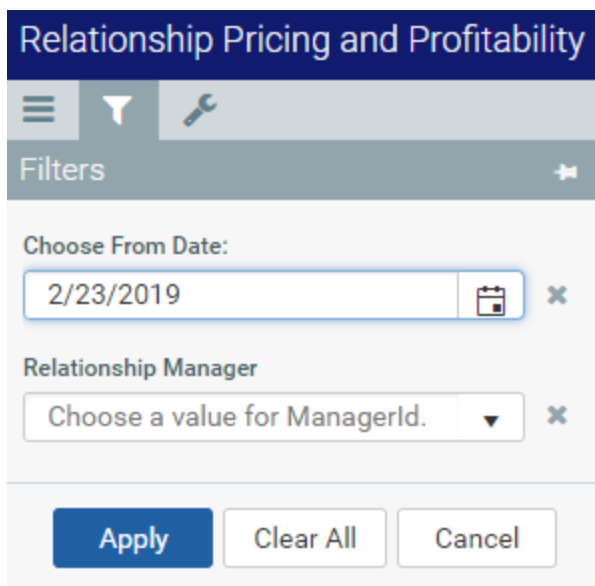 Relationship Pricing and Profitability
Filters
Choose From Date:
2/23/2019
Relationship Manager
Choose a value for ManagerId.
Apply Clear All Cancel